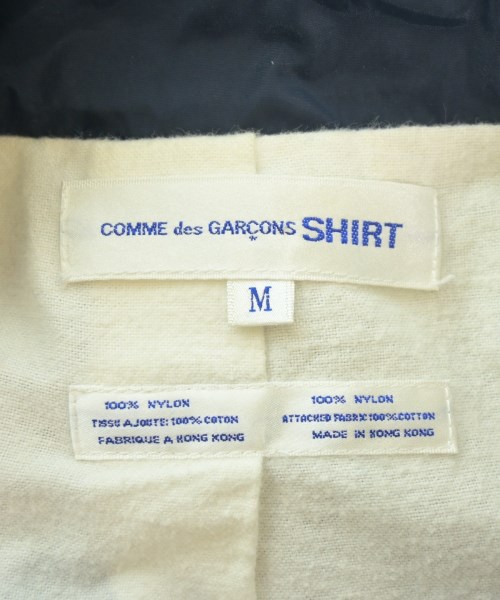 COMME des GARÇONS SHIRT
M
100% NYLON
TISSU AJOUTE: 100% COTON
FABRIQUE A HONG KONG
100% NYLON
ATTACHED FABRIC: 100% COTTON
MADE IN HONG KONG